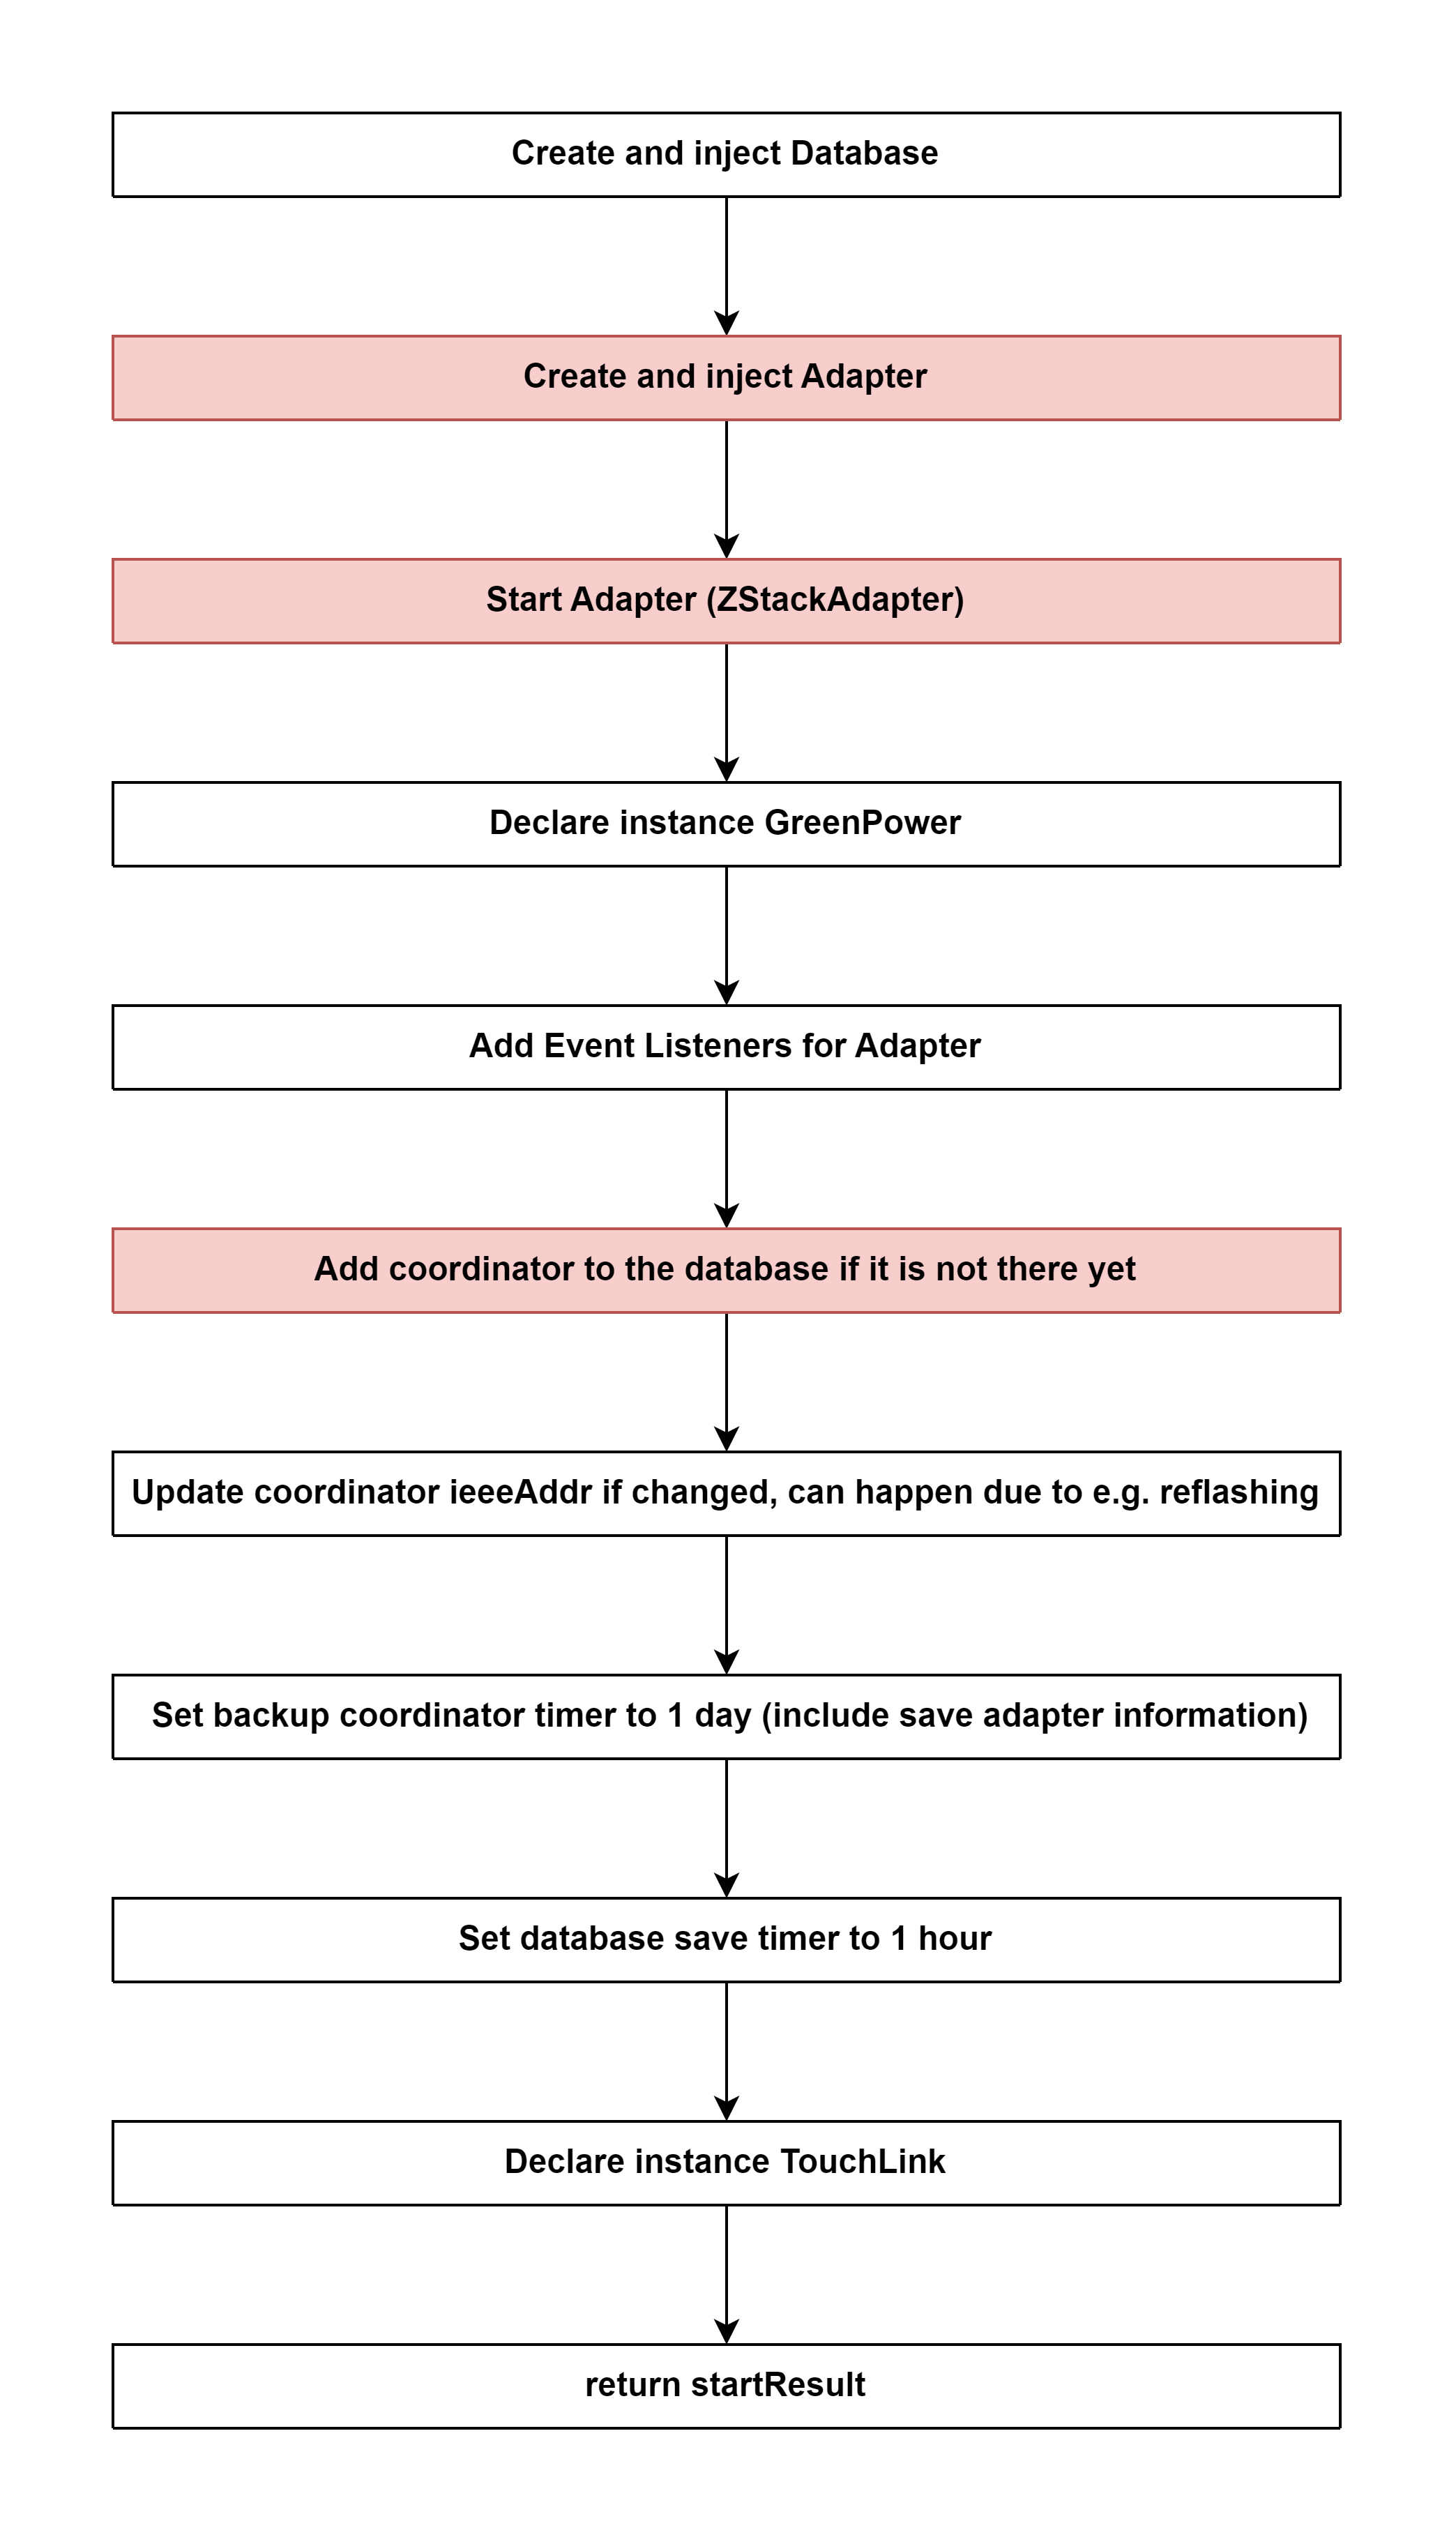 Create and inject Database
Create and inject Adapter
Start Adapter (ZStackAdapter)
Declare instance GreenPower
Add Event Listeners for Adapter
Add coordinator to the database if it is not there yet
Update coordinator ieeeAddr if changed, can happen due to e.g. reflashing
Set backup coordinator timer to 1 day (include save adapter information)
Set database save timer to 1 hour
Declare instance TouchLink
return startResult